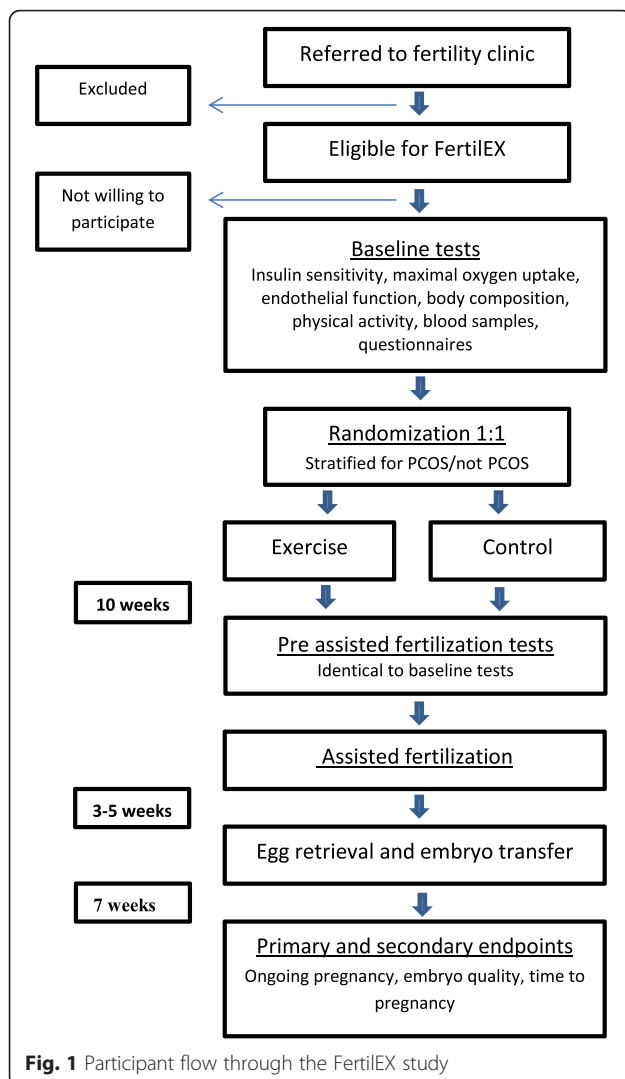 Referred to fertility clinic
Excluded
Eligible for FertilEX
Not willing to
participate
Baseline tests
Insulin sensitivity, maximal oxygen uptake,
endothelial function, body composition,
physical activity, blood samples,
questionnaires
Randomization 1:1
Stratified for PCOS/not PCOS
Exercise
Control
10 weeks
Pre assisted fertilization tests
Identical to baseline tests
Assisted fertilization
3-5 weeks
Egg retrieval and embryo transfer
7 weeks
Primary and secondary endpoints
Ongoing pregnancy, embryo quality, time to
pregnancy
Fig. 1 Participant flow through the FertilEX study